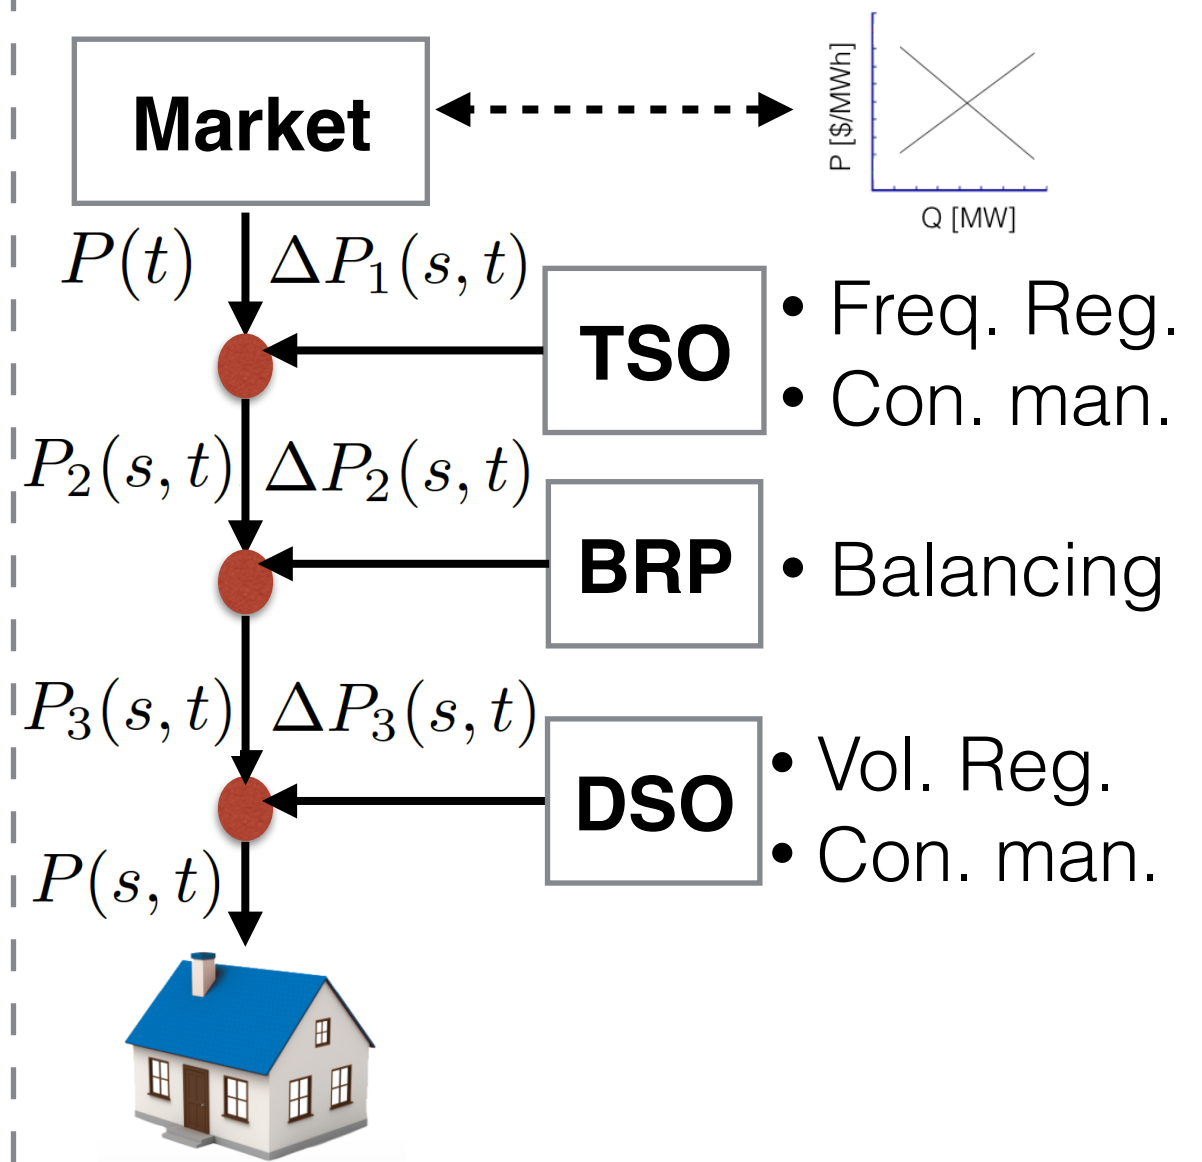 Market
P [$/MWh]
Q [MW]
P(t)
ΔP₁(s, t)
TSO
• Freq. Reg.
• Con. man.
P₂(s, t)
ΔP₂(s, t)
BRP
• Balancing
P₃(s, t)
ΔP₃(s, t)
DSO
• Vol. Reg.
• Con. man.
P(s, t)